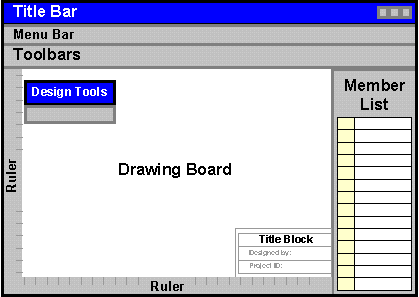 Title Bar
Menu Bar
Toolbars
Design Tools
Member
List
Ruler
Drawing Board
Title Block
Designed by:
Project ID:
Ruler